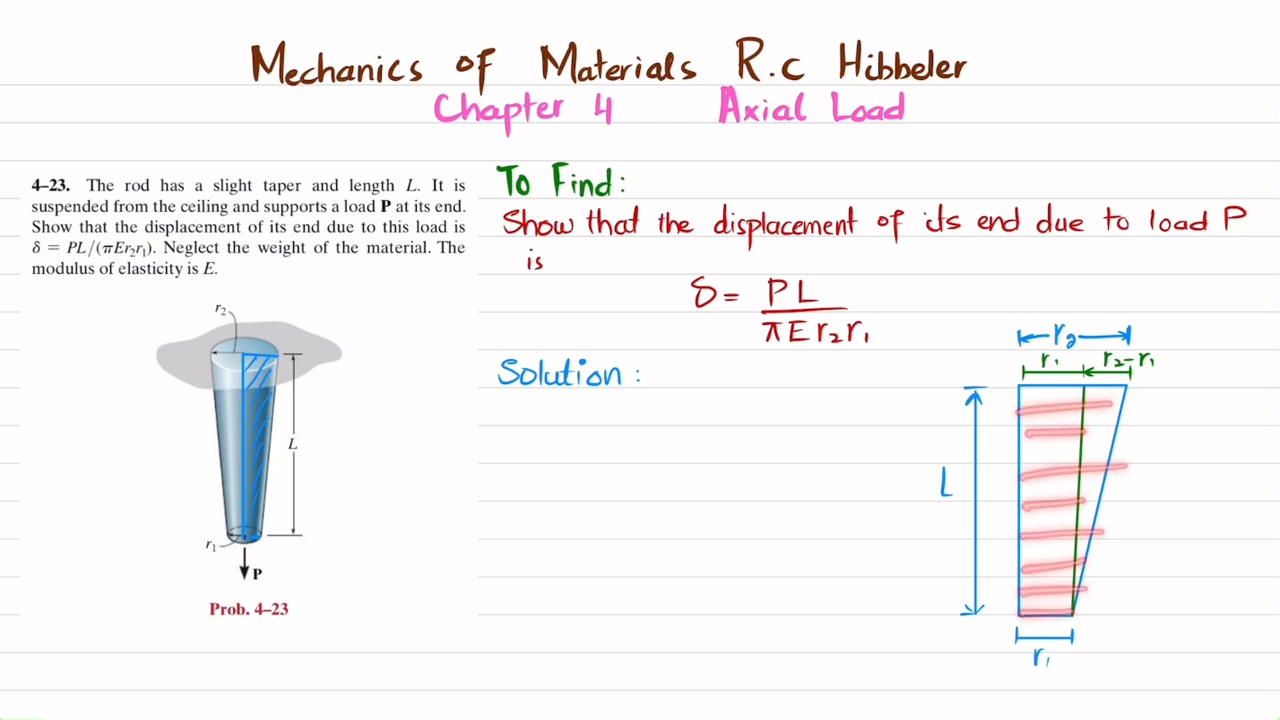 Mechanics of Materials R.c Hibbeler
Chapter 4 Axial Load
4–23. The rod has a slight taper and length L. It is
suspended from the ceiling and supports a load P at its end.
Show that the displacement of its end due to this load is
δ = PL/(πEr₂r₁). Neglect the weight of the material. The
modulus of elasticity is E.
r₂
L
r₁
P
Prob. 4–23
To Find:
Show that the displacement of its end due to load P
is
δ = PL
πEr₂r₁
Solution:
r₂
r₁ r₂-r₁
L
r₁